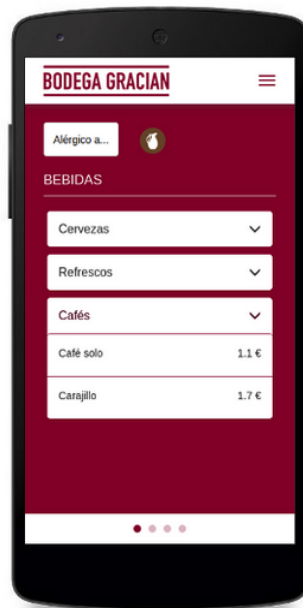 BODEGA GRACIAN
Alérgico a...
BEBIDAS
Cervezas
Refrescos
Cafés
Café solo 1.1 €
Carajillo 1.7 €